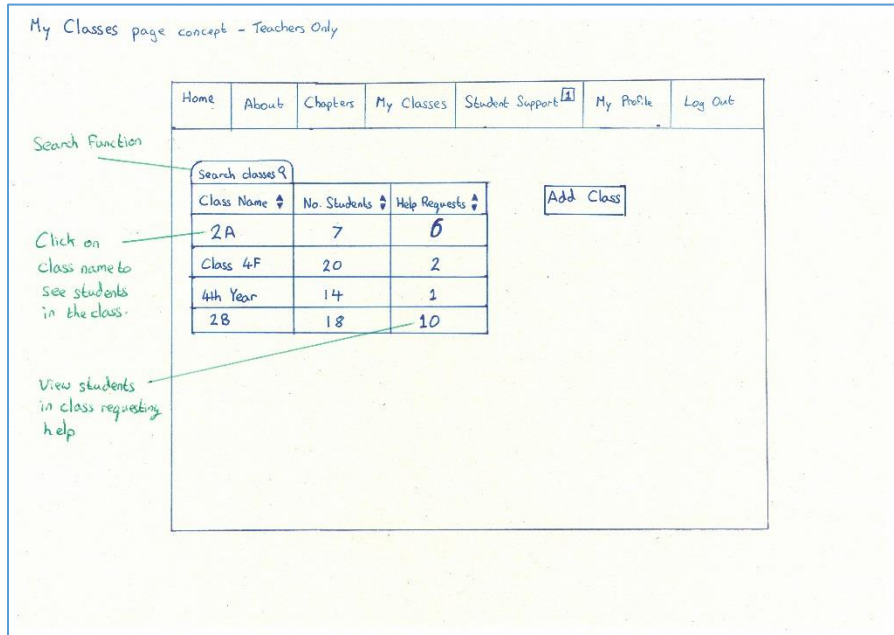 My Classes page concept - Teachers Only
Home About Chapters My Classes Student Support 1 My Profile Log Out
Search Function
Search classes
Class Name No. Students Help Requests
Add Class
2A 7 6
Click on
class name to
see students
in the class.
Class 4F 20 2
4th Year 14 1
2B 18 10
View students
in class requesting
help